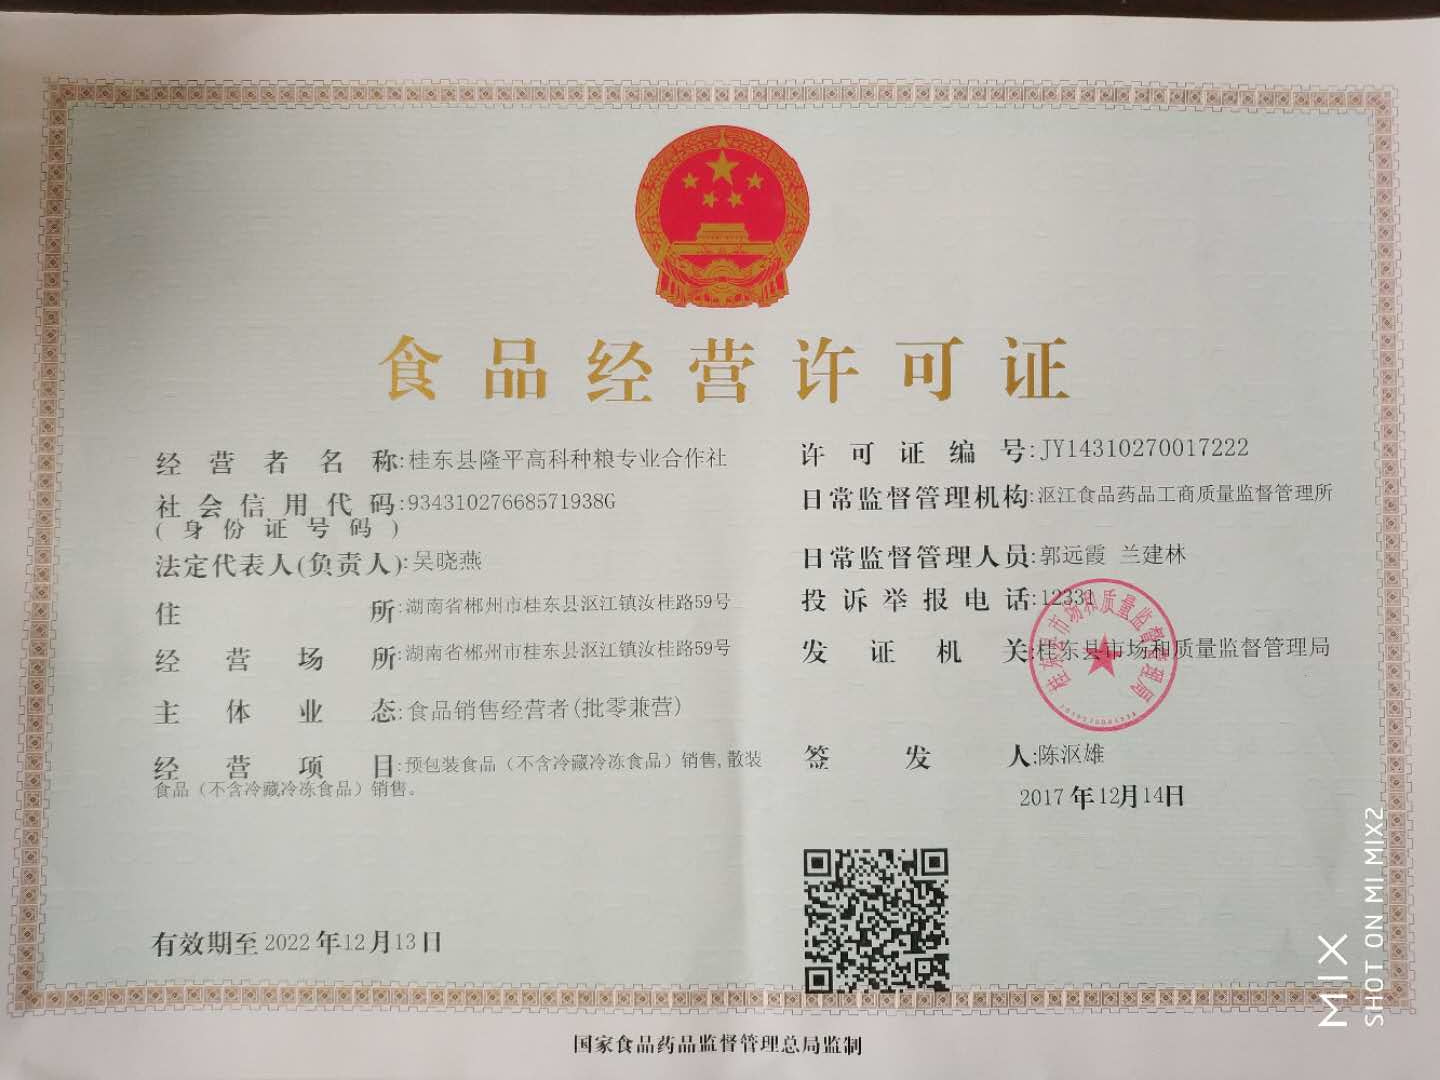 食品经营许可证
经营者名称:桂东县隆平高科种粮专业合作社
社会信用代码:93431027668571938G
(身份证号码)
法定代表人(负责人):吴晓燕
住所:湖南省郴州市桂东县沤江镇汝桂路59号
经营场所:湖南省郴州市桂东县沤江镇汝桂路59号
主体业态:食品销售经营者(批零兼营)
经营项目:预包装食品（不含冷藏冷冻食品）销售,散装
食品（不含冷藏冷冻食品）销售。
有效期至2022年12月13日
许可证编号:JY14310270017222
日常监督管理机构:沤江食品药品工商质量监督管理所
日常监督管理人员:郭远霞 兰建林
投诉举报电话:12331
发证机关:桂东县市场和质量监督管理局
桂东县市场和质量监督管理局
签发人:陈沤雄
2017年12月14日
国家食品药品监督管理总局监制
MIX
SHOT ON MI MIX2